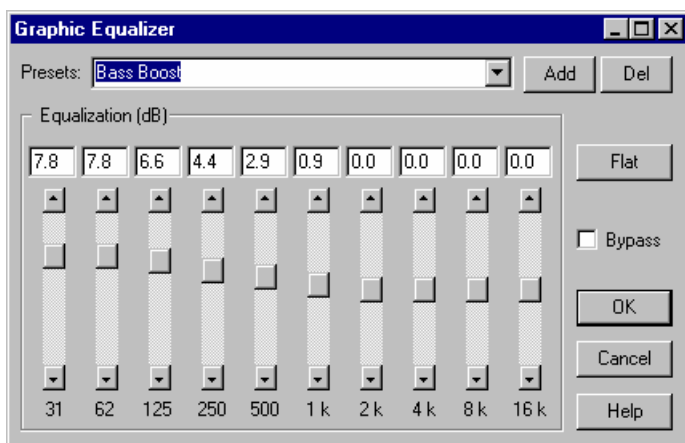 Graphic Equalizer
Presets: Bass Boost Add Del
Equalization (dB)
7.8 7.8 6.6 4.4 2.9 0.9 0.0 0.0 0.0 0.0 Flat
Bypass
OK
Cancel
31 62 125 250 500 1 k 2 k 4 k 8 k 16 k Help